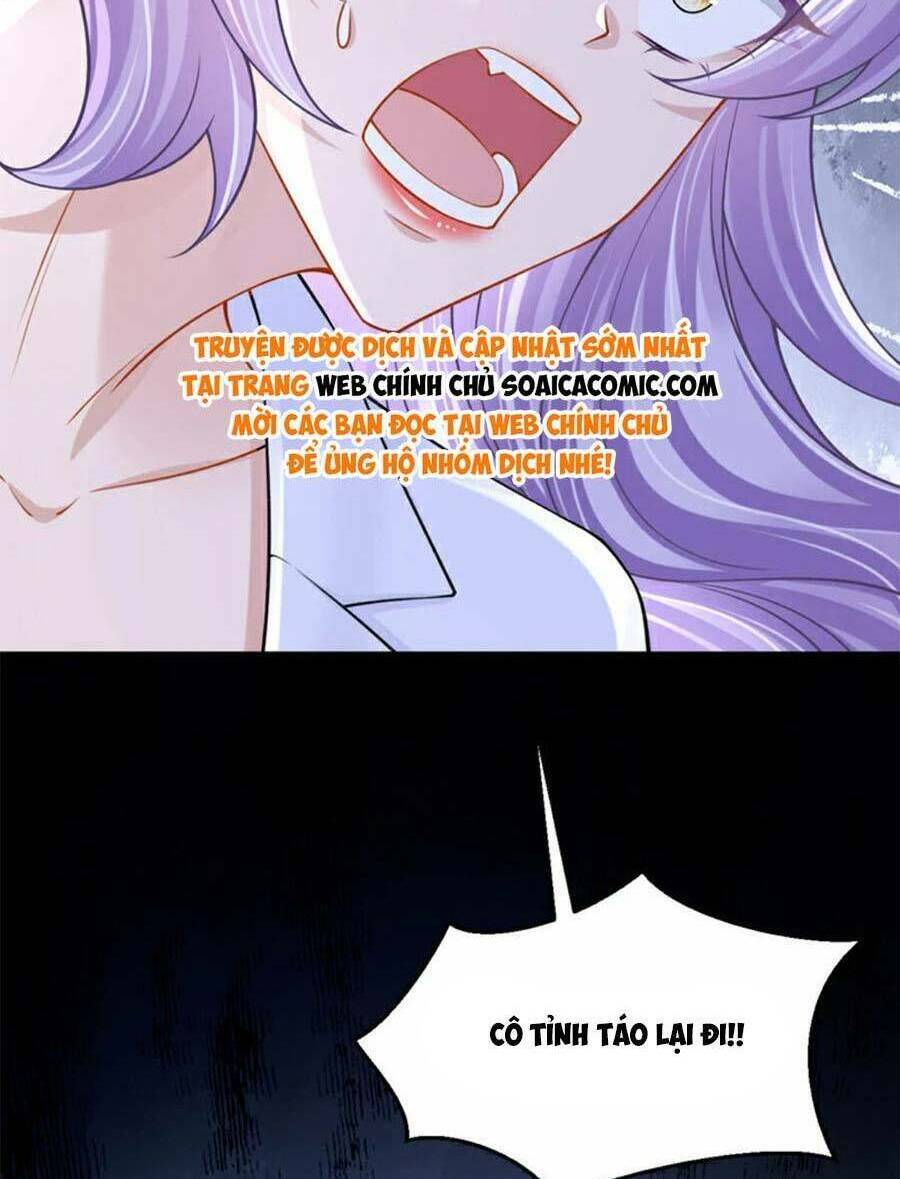 TRUYỆN ĐƯỢC DỊCH VÀ CẬP NHẬT SỚM NHẤT
TẠI TRANG WEB CHÍNH CHỦ SOAICACOMIC.COM
MỜI CÁC BẠN ĐỌC TẠI WEB CHÍNH CHỦ
ĐỂ ỦNG HỘ NHÓM DỊCH NHÉ!
CÔ TỈNH TÁO LẠI ĐI!!